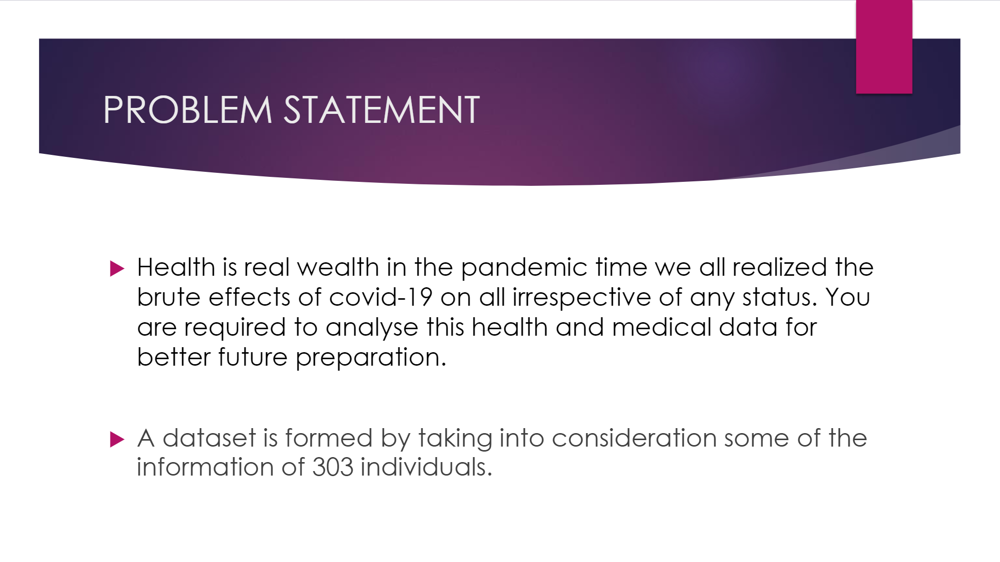 PROBLEM STATEMENT
Health is real wealth in the pandemic time we all realized the
brute effects of covid-19 on all irrespective of any status. You
are required to analyse this health and medical data for
better future preparation.
A dataset is formed by taking into consideration some of the
information of 303 individuals.